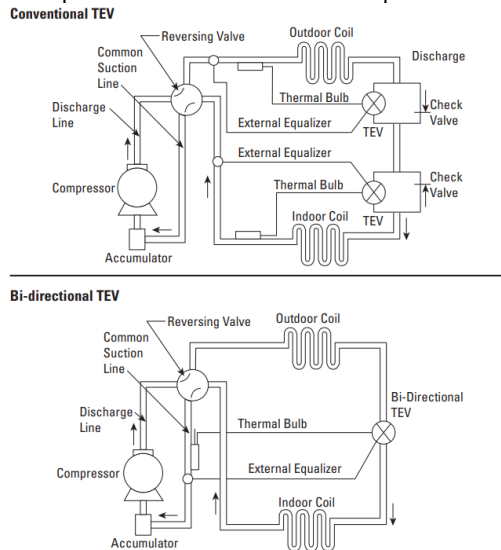 Conventional TEV
Reversing Valve
Outdoor Coil
Common
Suction
Line
Discharge
Discharge
Line
Thermal Bulb
External Equalizer
TEV
Check
Valve
External Equalizer
Compressor
Thermal Bulb
Check
Valve
TEV
Indoor Coil
Accumulator
Bi-directional TEV
Reversing Valve
Outdoor Coil
Common
Suction
Line
Bi-Directional
TEV
Discharge
Line
Thermal Bulb
Compressor
External Equalizer
Indoor Coil
Accumulator